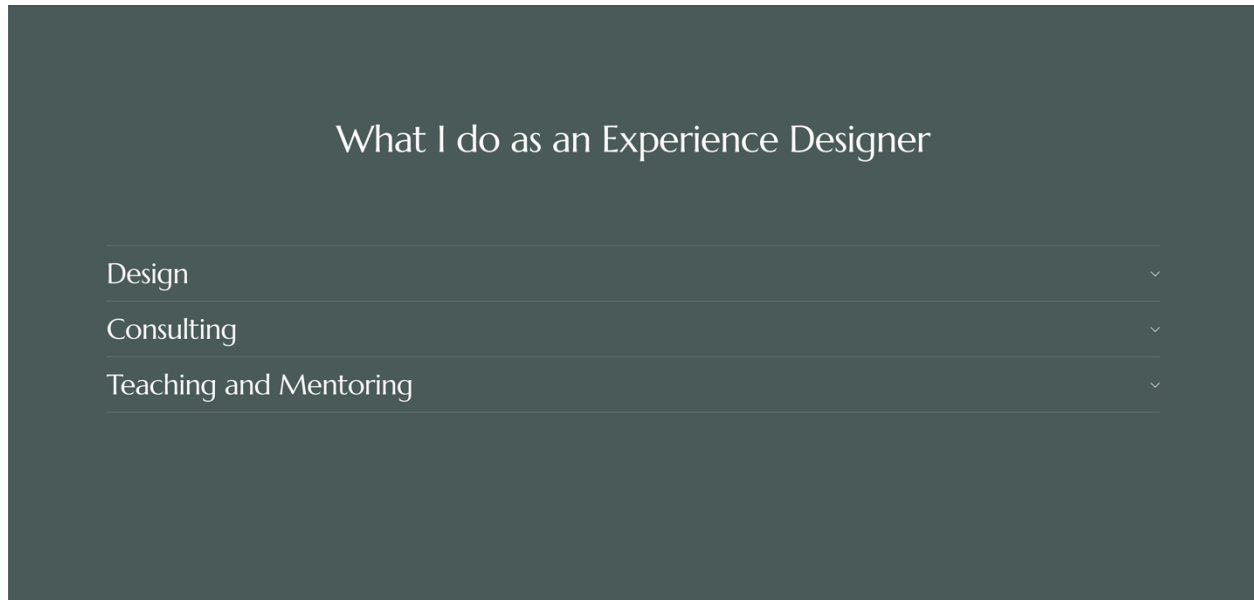 What I do as an Experience Designer
Design
Consulting
Teaching and Mentoring